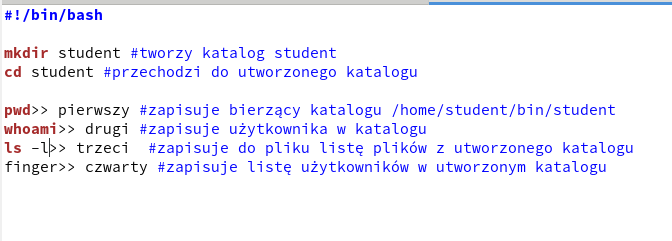 #!/bin/bash
mkdir student #tworzy katalog student
cd student #przechodzi do utworzonego katalogu
pwd>> pierwszy #zapisuje bierzący katalogu /home/student/bin/student
whoami>> drugi #zapisuje użytkownika w katalogu
ls -l>> trzeci  #zapisuje do pliku listę plików z utworzonego katalogu
finger>> czwarty #zapisuje listę użytkowników w utworzonym katalogu